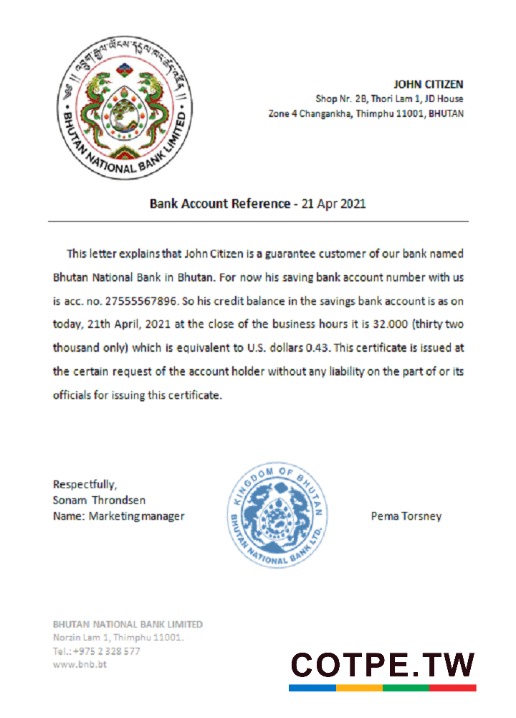 BHUTAN NATIONAL BANK LIMITED
JOHN CITIZEN
Shop Nr. 2B, Thori Lam 1, JD House
Zone 4 Changankha, Thimphu 11001, BHUTAN
Bank Account Reference - 21 Apr 2021
This letter explains that John Citizen is a guarantee customer of our bank named
Bhutan National Bank in Bhutan. For now his saving bank account number with us
is acc. no. 27555567896. So his credit balance in the savings bank account is as on
today, 21th April, 2021 at the close of the business hours it is 32.000 (thirty two
thousand only) which is equivalent to U.S. dollars 0.43. This certificate is issued at
the certain request of the account holder without any liability on the part of or its
officials for issuing this certificate.
Respectfully,
Sonam Throndsen
Name: Marketing manager
KINGDOM OF BHUTAN
BHUTAN NATIONAL BANK LTD.
Pema Torsney
BHUTAN NATIONAL BANK LIMITED
Norzin Lam 1, Thimphu 11001.
Tel.: +975 2 328 577
www.bnb.bt
COTPE.TW